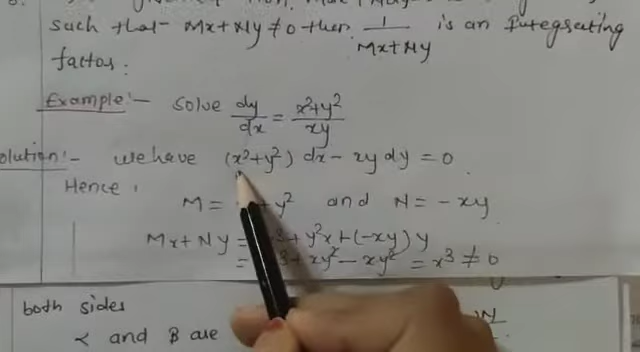 such that Mx+Ny≠0 then 1/(Mx+Ny) is an Integrating
factor.
Example:- Solve dy/dx = (x²+y²)/xy
olution:- we have (x²+y²) dx - xy dy = 0.
Hence,
M = + y² and N = -xy
Mx+Ny = 3 + y²x + (-xy) y
= 3 + xy² - xy² = x³ ≠ 0
both sides
α and β are